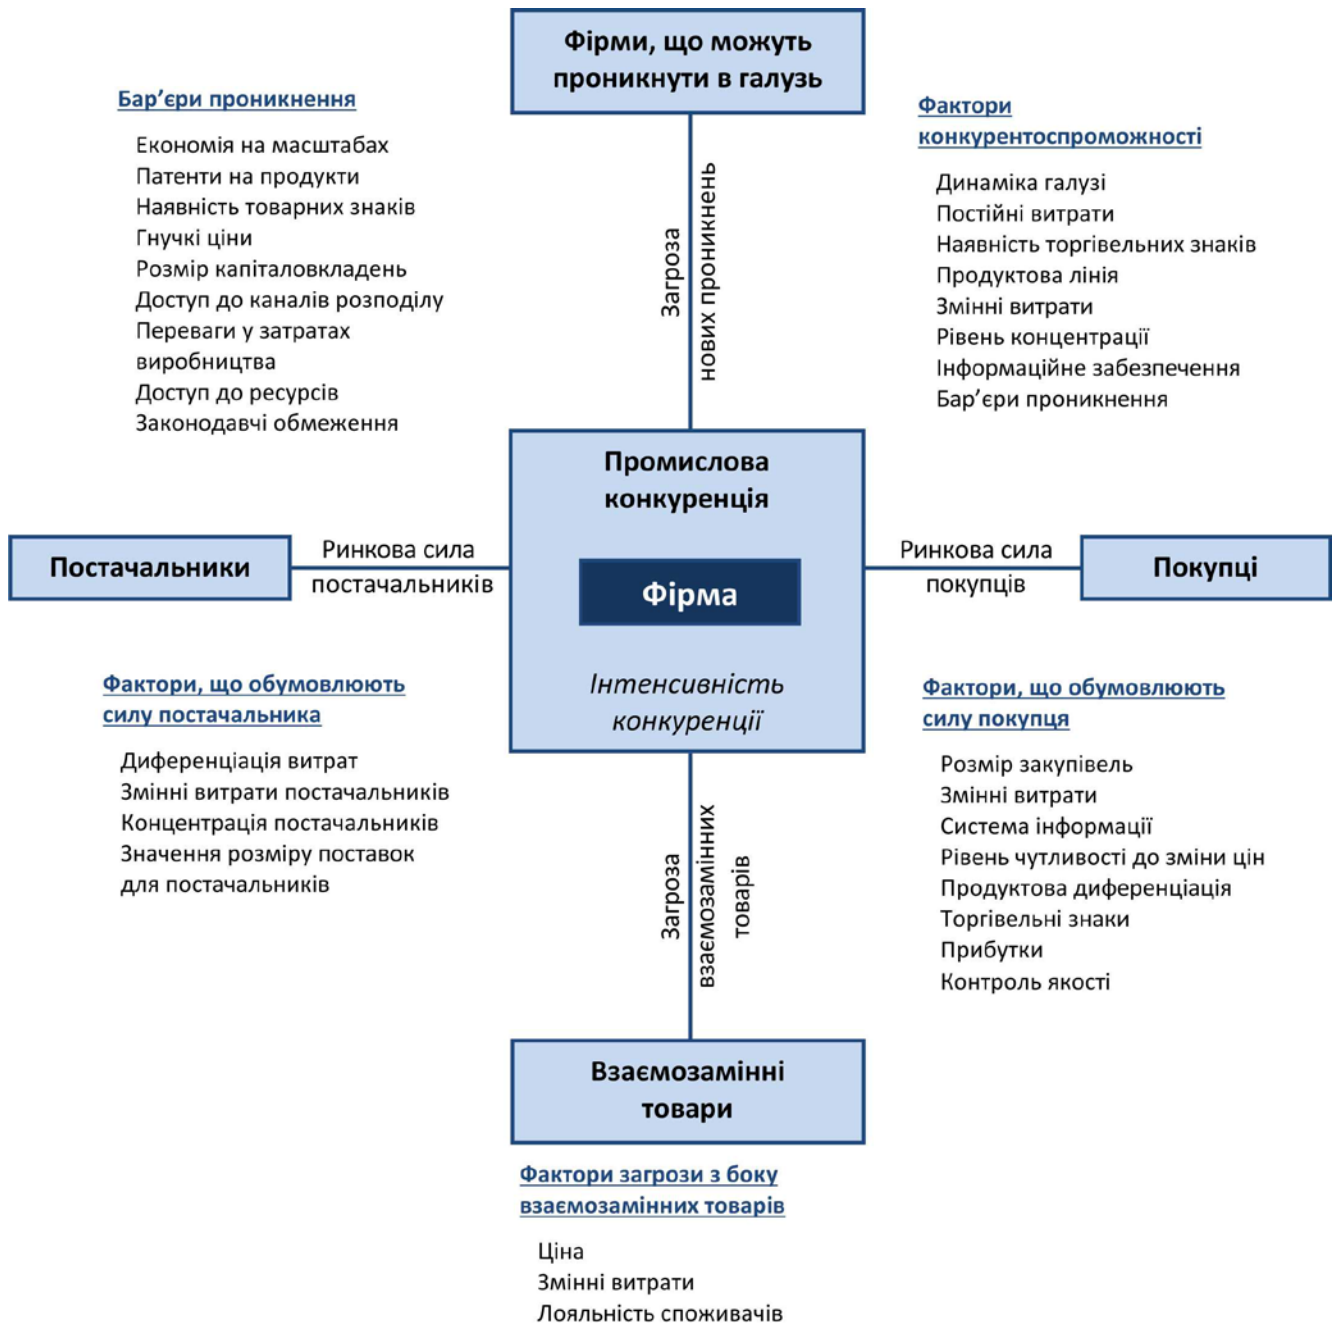 Фірми, що можуть
проникнути в галузь
Бар’єри проникнення
Економія на масштабах
Патенти на продукти
Наявність товарних знаків
Гнучкі ціни
Розмір капіталовкладень
Доступ до каналів розподілу
Переваги у затратах
виробництва
Доступ до ресурсів
Законодавчі обмеження
Загроза
нових проникнень
Фактори
конкурентоспроможності
Динаміка галузі
Постійні витрати
Наявність торгівельних знаків
Продуктова лінія
Змінні витрати
Рівень концентрації
Інформаційне забезпечення
Бар’єри проникнення
Постачальники
Ринкова сила
постачальників
Промислова
конкуренція
Фірма
Інтенсивність
конкуренції
Ринкова сила
покупців
Покупці
Фактори, що обумовлюють
силу постачальника
Диференціація витрат
Змінні витрати постачальників
Концентрація постачальників
Значення розміру поставок
для постачальників
Загроза
взаємозамінних
товарів
Фактори, що обумовлюють
силу покупця
Розмір закупівель
Змінні витрати
Система інформації
Рівень чутливості до зміни цін
Продуктова диференціація
Торгівельні знаки
Прибутки
Контроль якості
Взаємозамінні
товари
Фактори загрози з боку
взаємозамінних товарів
Ціна
Змінні витрати
Лояльність споживачів